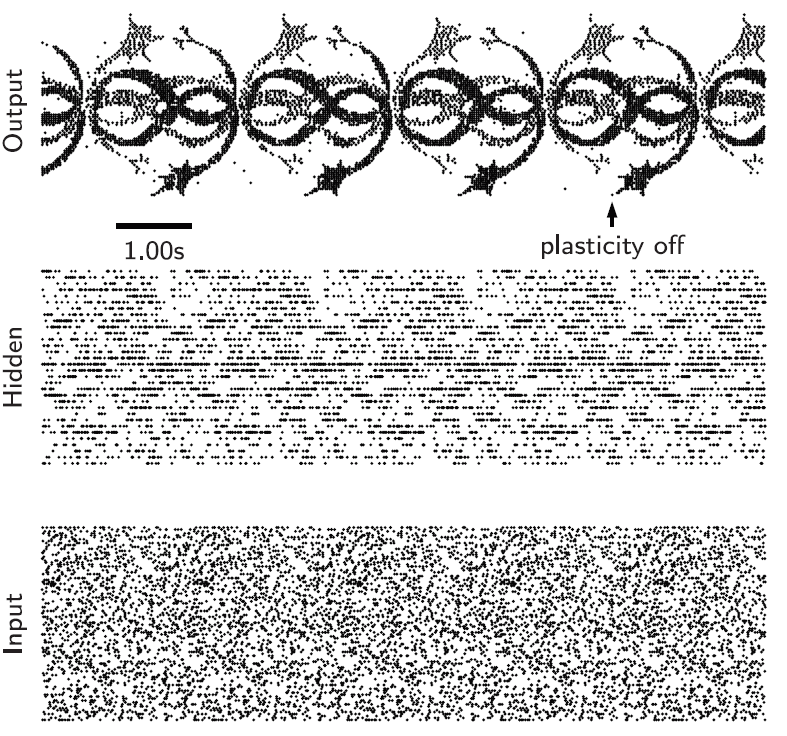 Output
1.00s
plasticity off
Hidden
Input